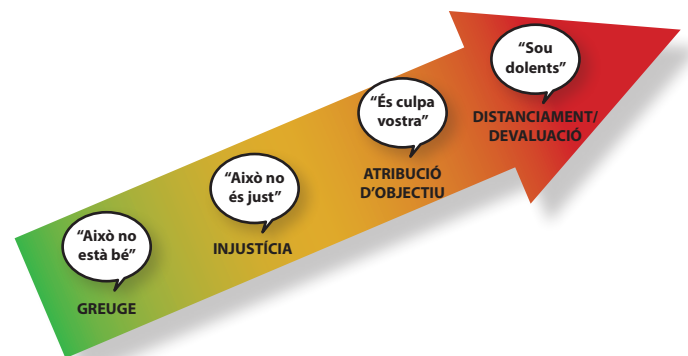 “Això no
està bé”
GREUGE
“Això no
és just”
INJUSTÍCIA
“És culpa
vostra”
ATRIBUCIÓ
D’OBJECTIU
“Sou
dolents”
DISTANCIAMENT/
DEVALUACIÓ